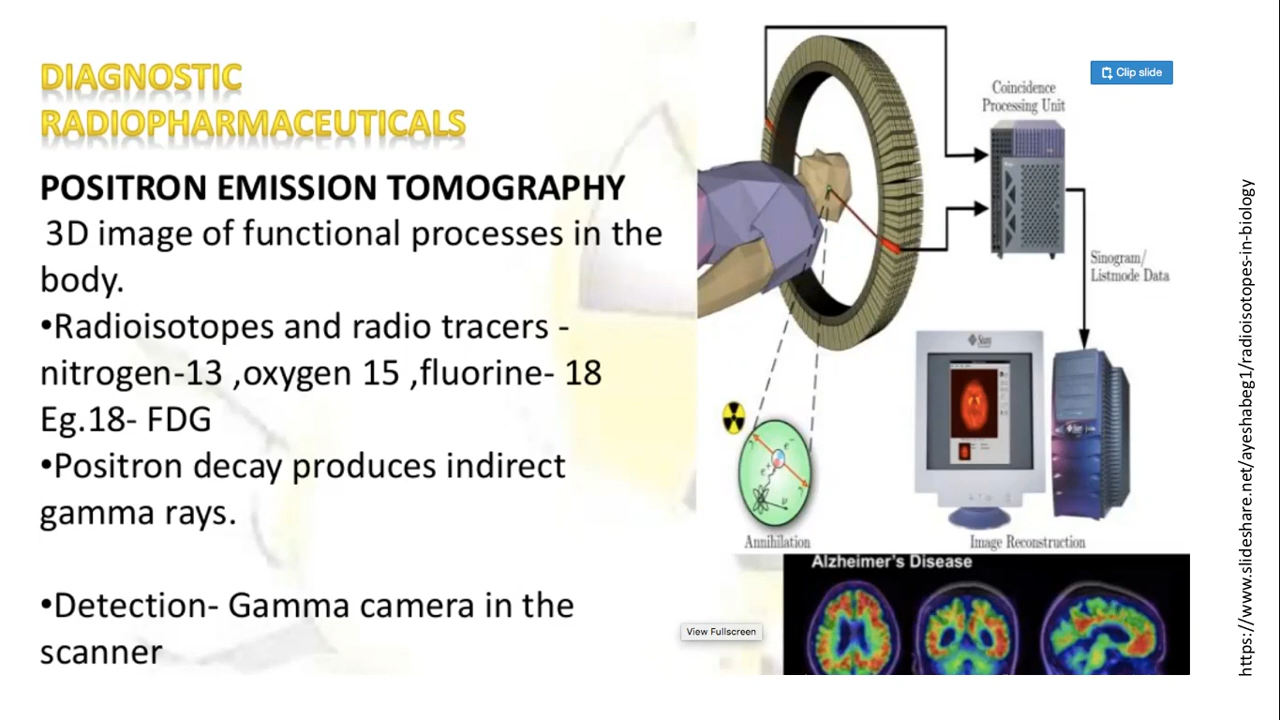 DIAGNOSTIC
RADIOPHARMACEUTICALS
POSITRON EMISSION TOMOGRAPHY
3D image of functional processes in the
body.
•Radioisotopes and radio tracers -
nitrogen-13 ,oxygen 15 ,fluorine- 18
Eg.18- FDG
•Positron decay produces indirect
gamma rays.
•Detection- Gamma camera in the
scanner
Clip slide
Coincidence
Processing Unit
Sinogram/
Listmode Data
Sun
Annihilation
Image Reconstruction
Alzheimer's Disease
View Fullscreen
https://www.slideshare.net/ayeshabeg1/radioisotopes-in-biology